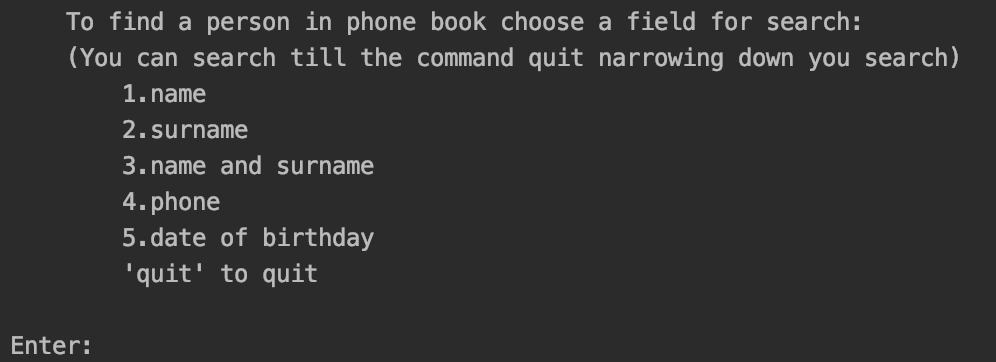 To find a person in phone book choose a field for search:
(You can search till the command quit narrowing down you search)
1.name
2.surname
3.name and surname
4.phone
5.date of birthday
'quit' to quit
Enter: